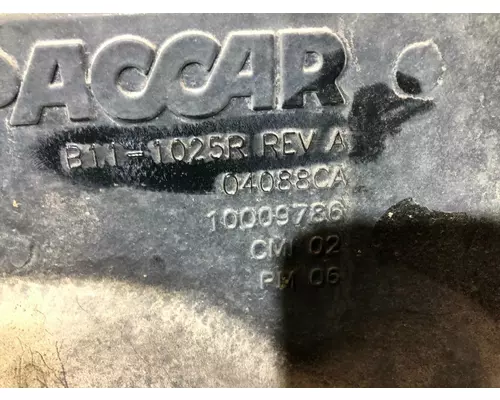 PACCAR
B11-1025R REV A
04088CA
10009786
CMI 02
PM 06